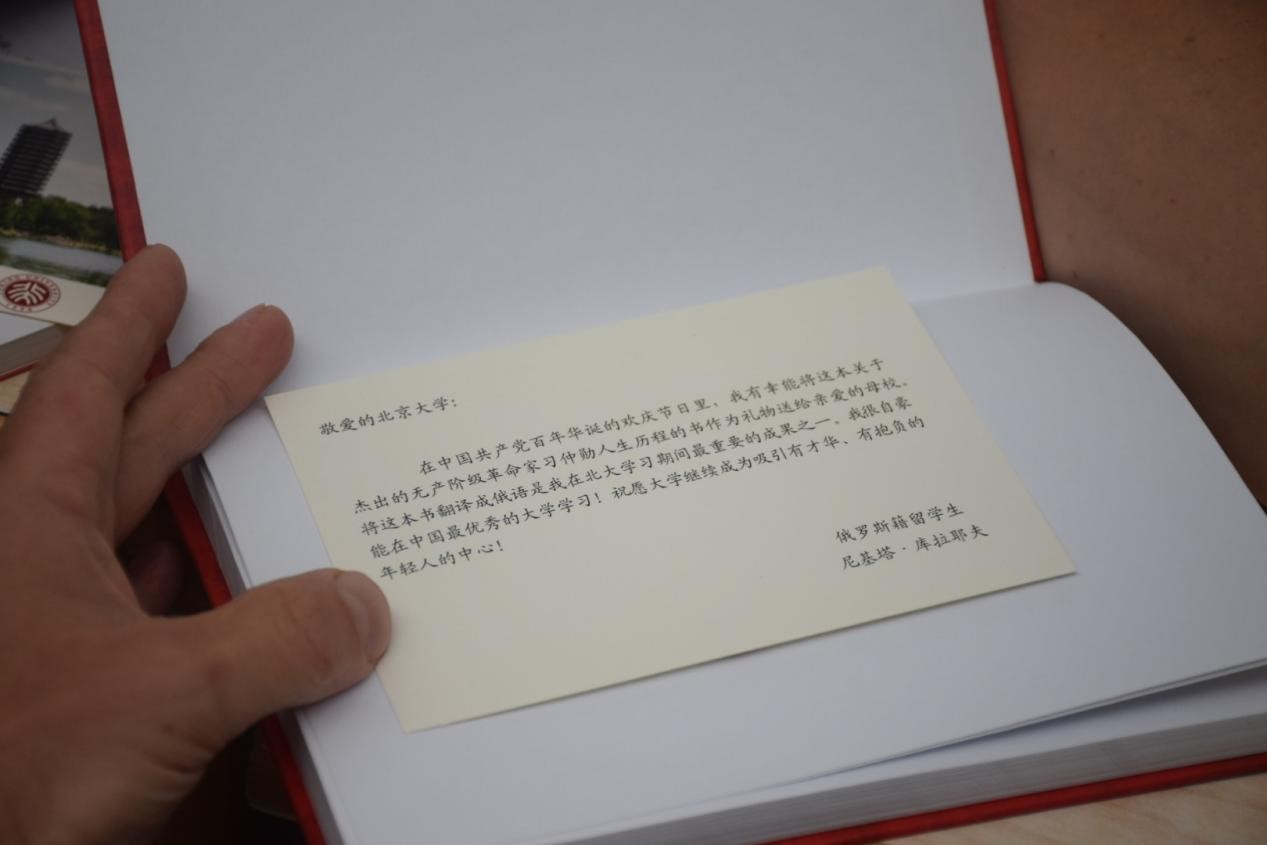 敬爱的北京大学：
在中国共产党百年华诞的欢庆节日里，我有幸能将这本关于
杰出的无产阶级革命家习仲勋人生历程的书作为礼物送给亲爱的母校。
将这本书翻译成俄语是我在北大学习期间最重要的成果之一。我很自豪
能在中国最优秀的大学学习！祝愿大学继续成为吸引有才华、有抱负的
年轻人的中心！
俄罗斯籍留学生
尼基塔·库拉耶夫